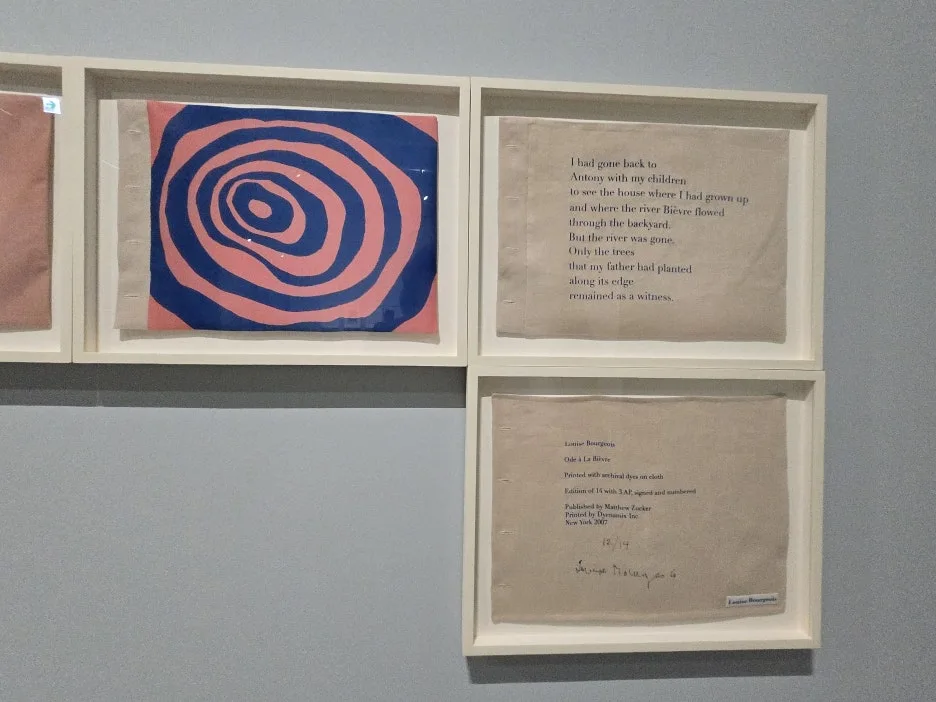 I had gone back to
Antony with my children
to see the house where I had grown up
and where the river Bièvre flowed
through the backyard.
But the river was gone.
Only the trees
that my father had planted
along its edge
remained as a witness.
Louise Bourgeois
Ode à La Bièvre
Printed with archival dyes on cloth
Edition of 14 with 3 AP, signed and numbered
Published by Matthew Zucker
Printed by Dyenamix Inc
New York 2007
12/14
Louise Bourgeois
Louise Bourgeois